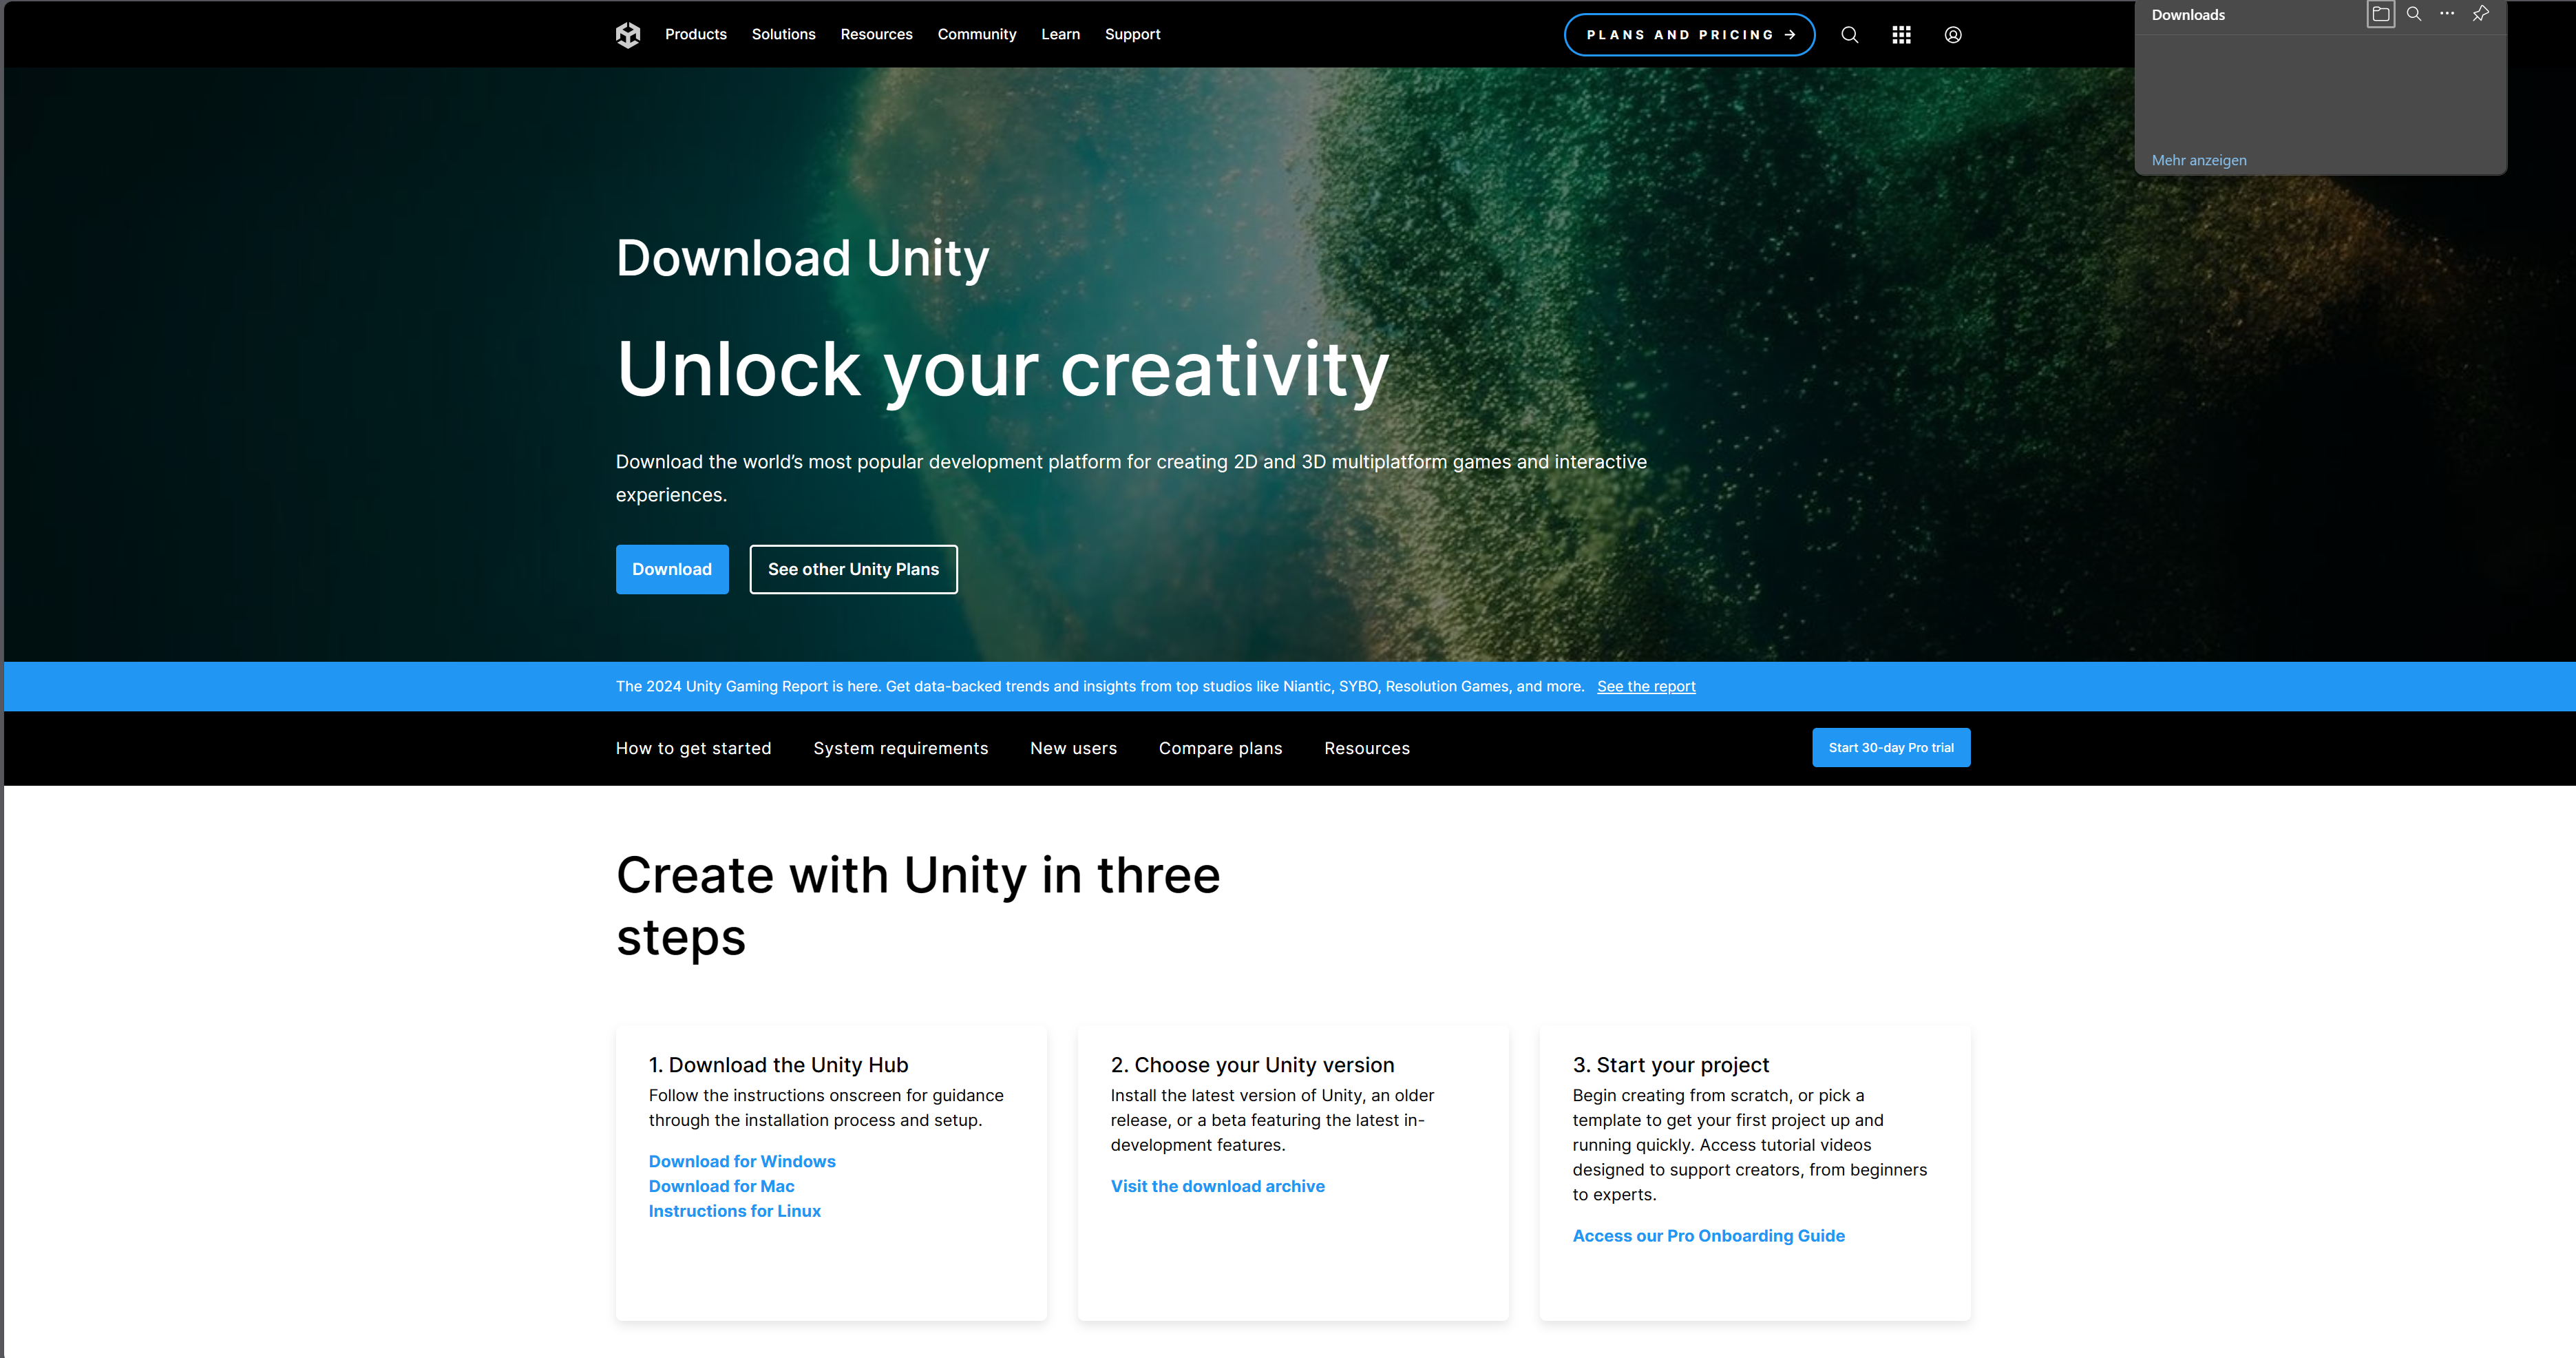 Products Solutions Resources Community Learn Support
PLANS AND PRICING →
Downloads
Mehr anzeigen
Download Unity
Unlock your creativity
Download the world’s most popular development platform for creating 2D and 3D multiplatform games and interactive
experiences.
Download
See other Unity Plans
The 2024 Unity Gaming Report is here. Get data-backed trends and insights from top studios like Niantic, SYBO, Resolution Games, and more. See the report
How to get started System requirements New users Compare plans Resources
Start 30-day Pro trial
Create with Unity in three
steps
1. Download the Unity Hub
Follow the instructions onscreen for guidance
through the installation process and setup.
Download for Windows
Download for Mac
Instructions for Linux
2. Choose your Unity version
Install the latest version of Unity, an older
release, or a beta featuring the latest in-
development features.
Visit the download archive
3. Start your project
Begin creating from scratch, or pick a
template to get your first project up and
running quickly. Access tutorial videos
designed to support creators, from beginners
to experts.
Access our Pro Onboarding Guide